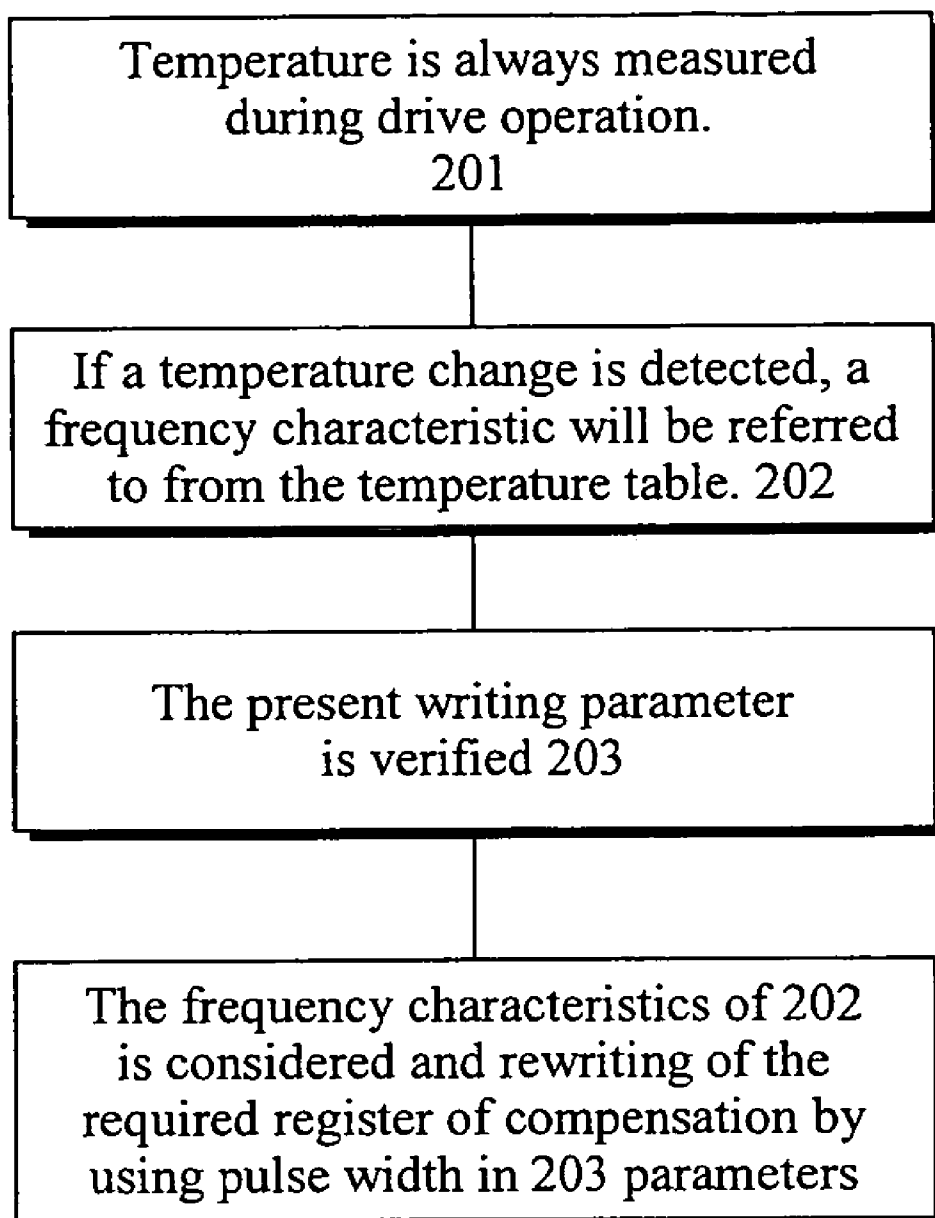 Temperature is always measured
during drive operation.
201
If a temperature change is detected, a
frequency characteristic will be referred
to from the temperature table. 202
The present writing parameter
is verified 203
The frequency characteristics of 202
is considered and rewriting of the
required register of compensation by
using pulse width in 203 parameters